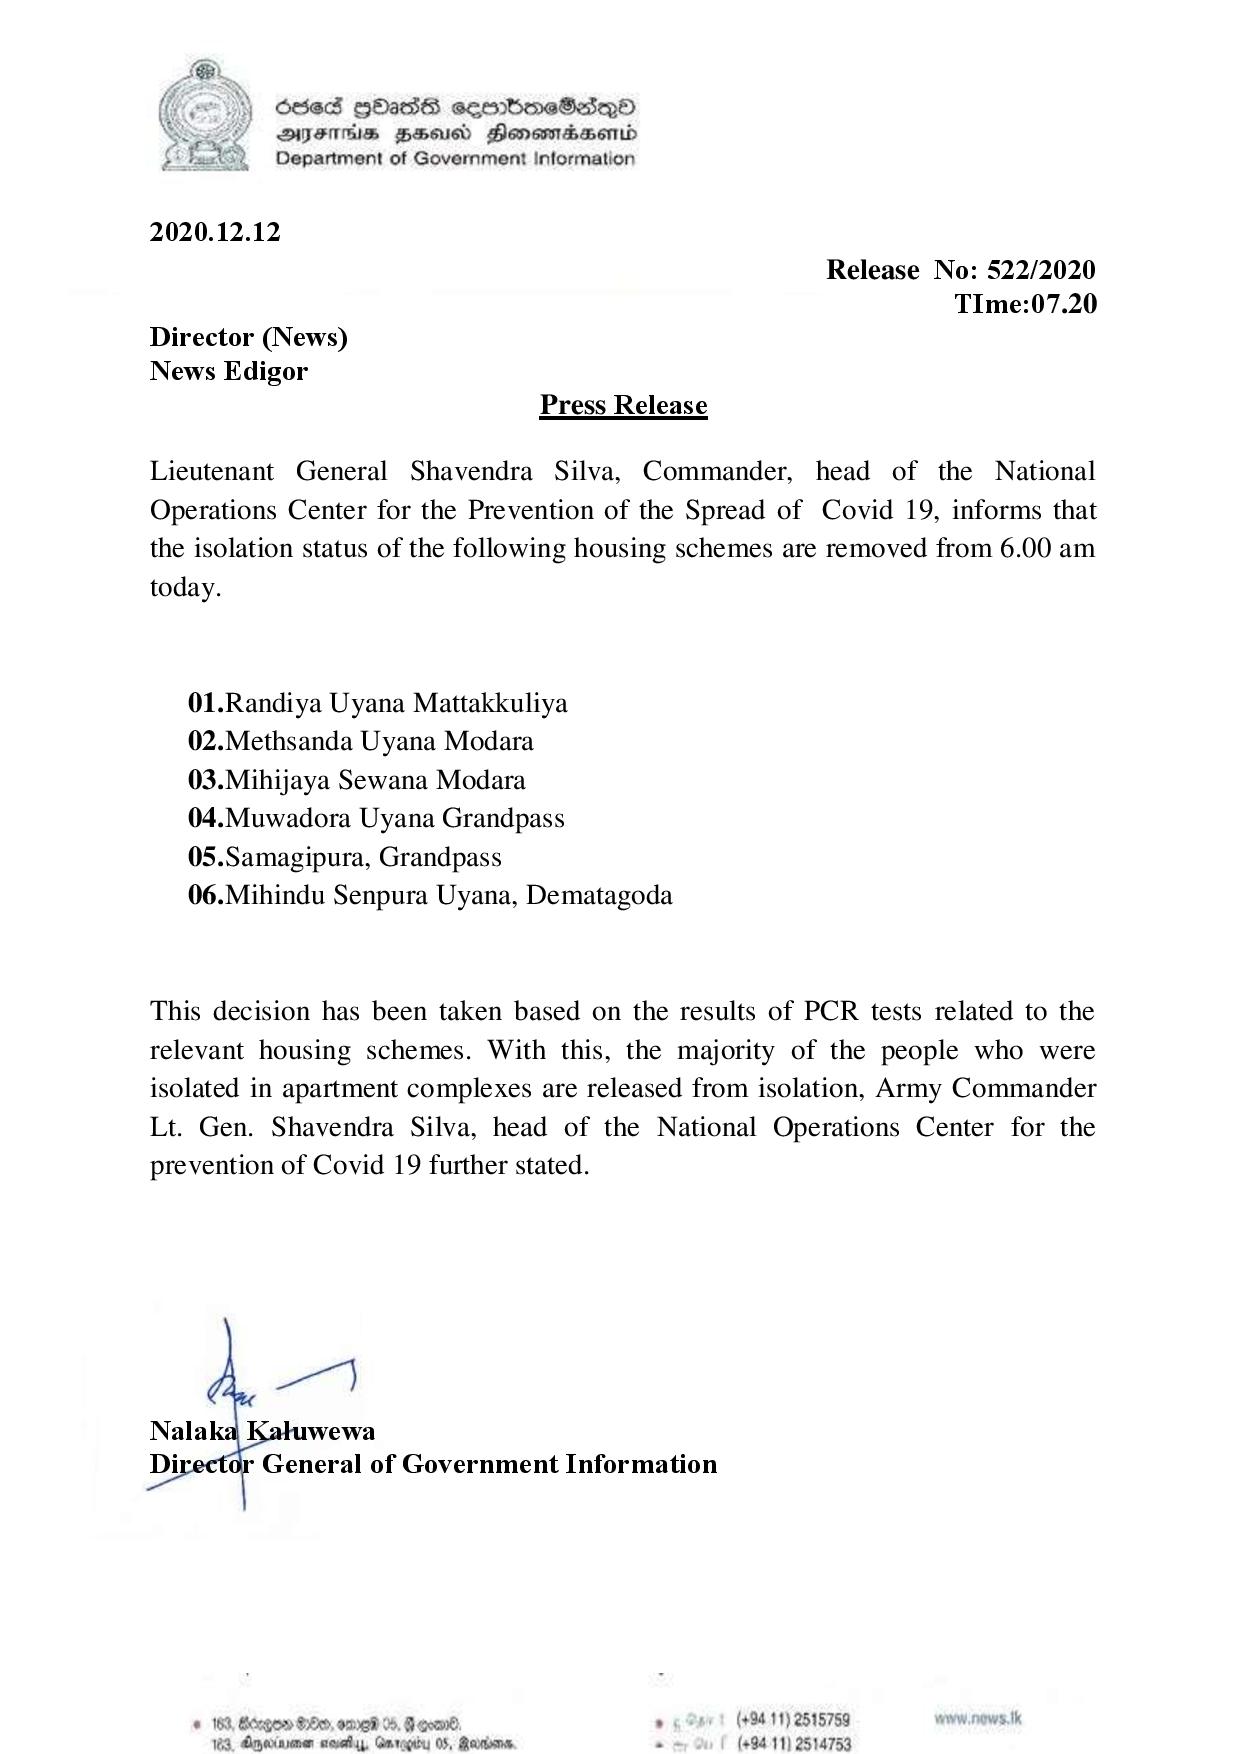 රජයේ ප්‍රවෘත්ති දෙපාර්තමේන්තුව
அரசாங்க தகவல் திணைக்களம்
Department of Government Information
2020.12.12
Release No: 522/2020
TIme:07.20
Director (News)
News Edigor
Press Release
Lieutenant General Shavendra Silva, Commander, head of the National
Operations Center for the Prevention of the Spread of Covid 19, informs that
the isolation status of the following housing schemes are removed from 6.00 am
today.
01.Randiya Uyana Mattakkuliya
02.Methsanda Uyana Modara
03.Mihijaya Sewana Modara
04.Muwadora Uyana Grandpass
05.Samagipura, Grandpass
06.Mihindu Senpura Uyana, Dematagoda
This decision has been taken based on the results of PCR tests related to the
relevant housing schemes. With this, the majority of the people who were
isolated in apartment complexes are released from isolation, Army Commander
Lt. Gen. Shavendra Silva, head of the National Operations Center for the
prevention of Covid 19 further stated.
Nalaka Kaluwewa
Director General of Government Information
163, කිරුලපන මාවත, කොළඹ 05, ශ්‍රී ලංකාව.
163, கிருலப்பனை எவனியூ, கொழும்பு 05, இலங்கை.
(+94 11) 2515759
(+94 11) 2514753
www.news.lk